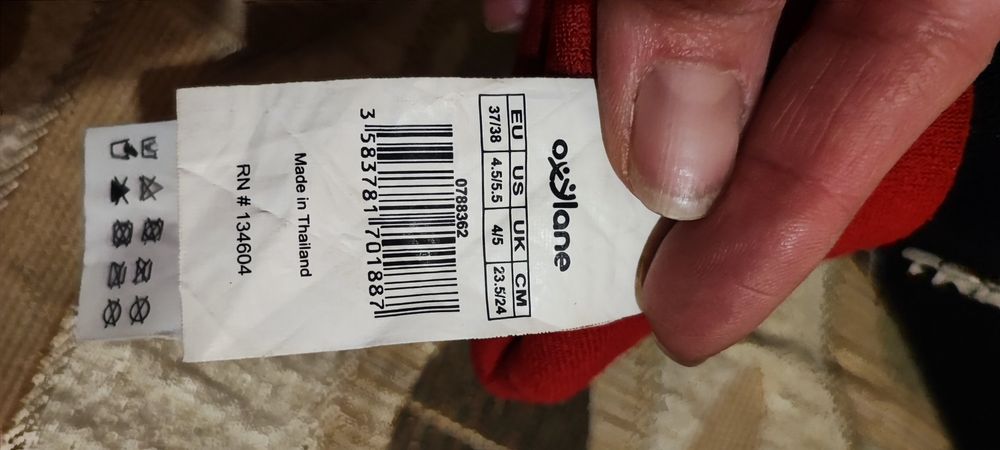 oxylane
EU US UK CM
37/38 4.5/5.5 4/5 23.5/24
0788362
3 583781 701887
Made in Thailand
RN # 134604